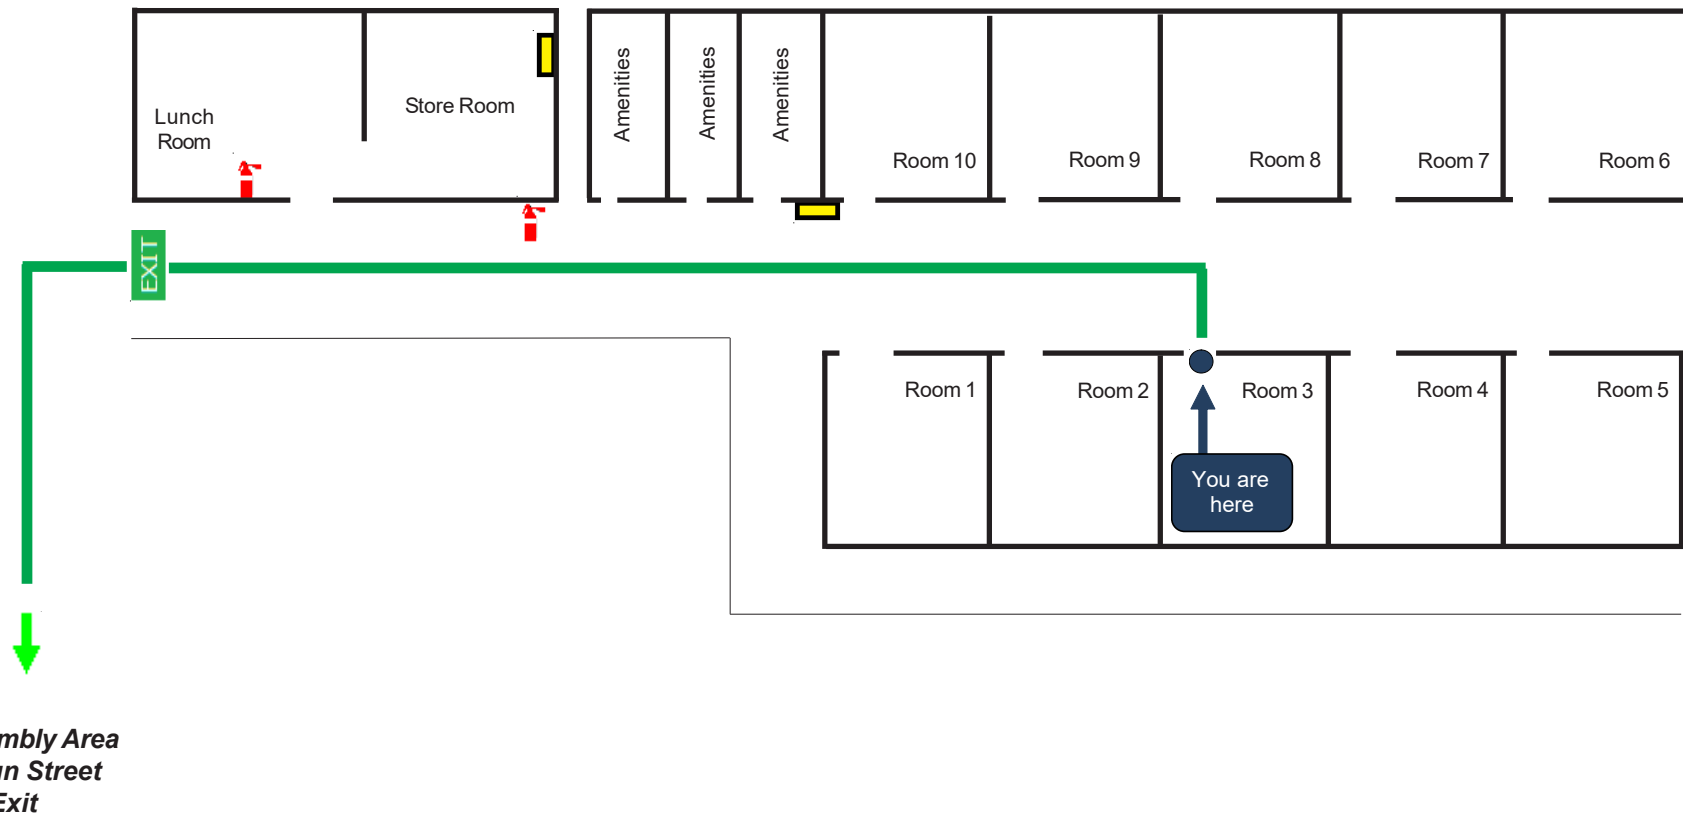 Lunch
Room
Store Room
Amenities
Amenities
Amenities
Room 10
Room 9
Room 8
Room 7
Room 6
EXIT
Room 1
Room 2
Room 3
Room 4
Room 5
You are
here
Area
Street
Exit